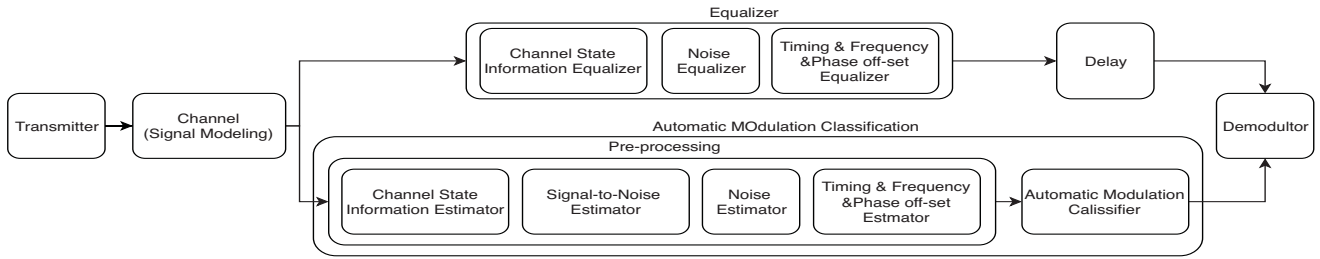 Equalizer
Channel State
Information Equalizer
Noise
Equalizer
Timing & Frequency
&Phase off-set
Equalizer
Delay
Transmitter
Channel
(Signal Modeling)
Demodultor
Automatic MOdulation Classification
Pre-processing
Channel State
Information Estimator
Signal-to-Noise
Estimator
Noise
Estimator
Timing & Frequency
&Phase off-set
Estmator
Automatic Modulation
Calissifier